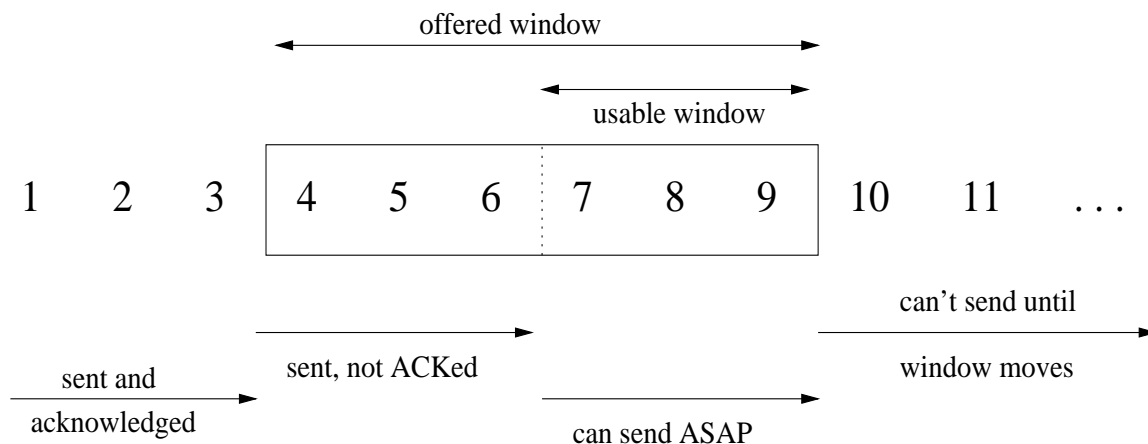 offered window
usable window
1 2 3 4 5 6 7 8 9 10 11 ...
can't send until
sent, not ACKed
window moves
sent and
acknowledged
can send ASAP